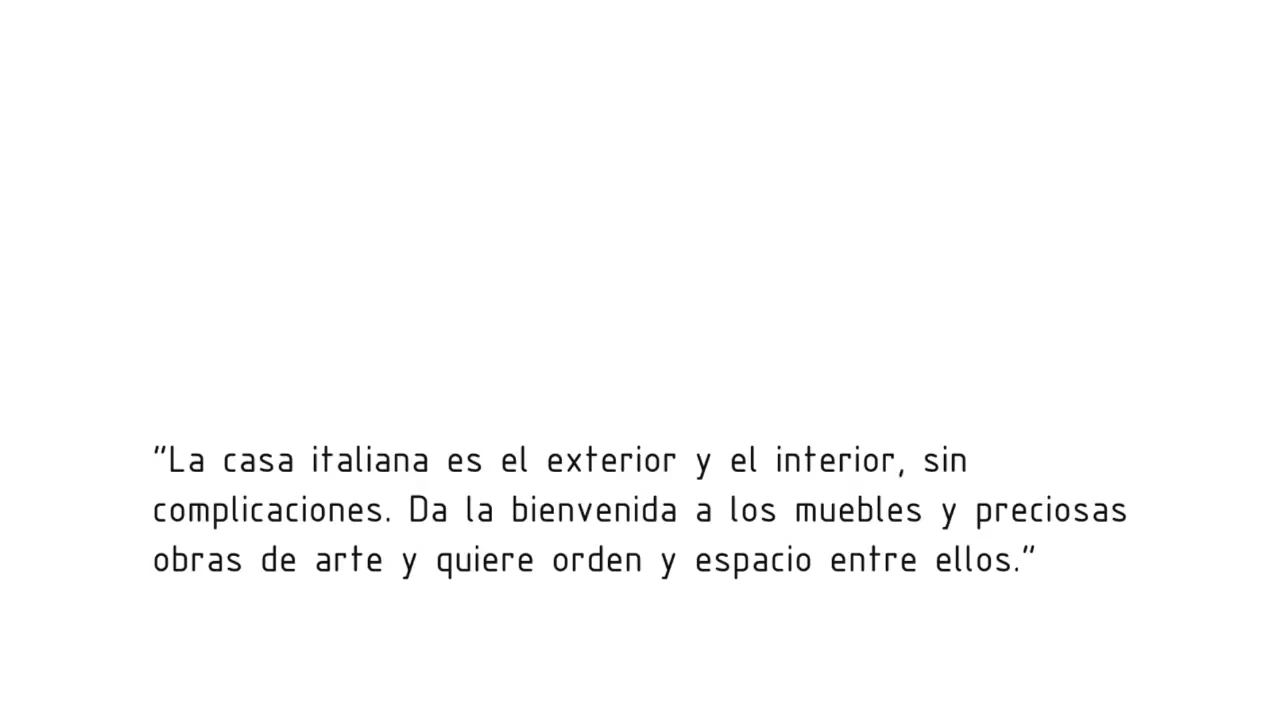 "La casa italiana es el exterior y el interior, sin
complicaciones. Da la bienvenida a los muebles y preciosas
obras de arte y quiere orden y espacio entre ellos."